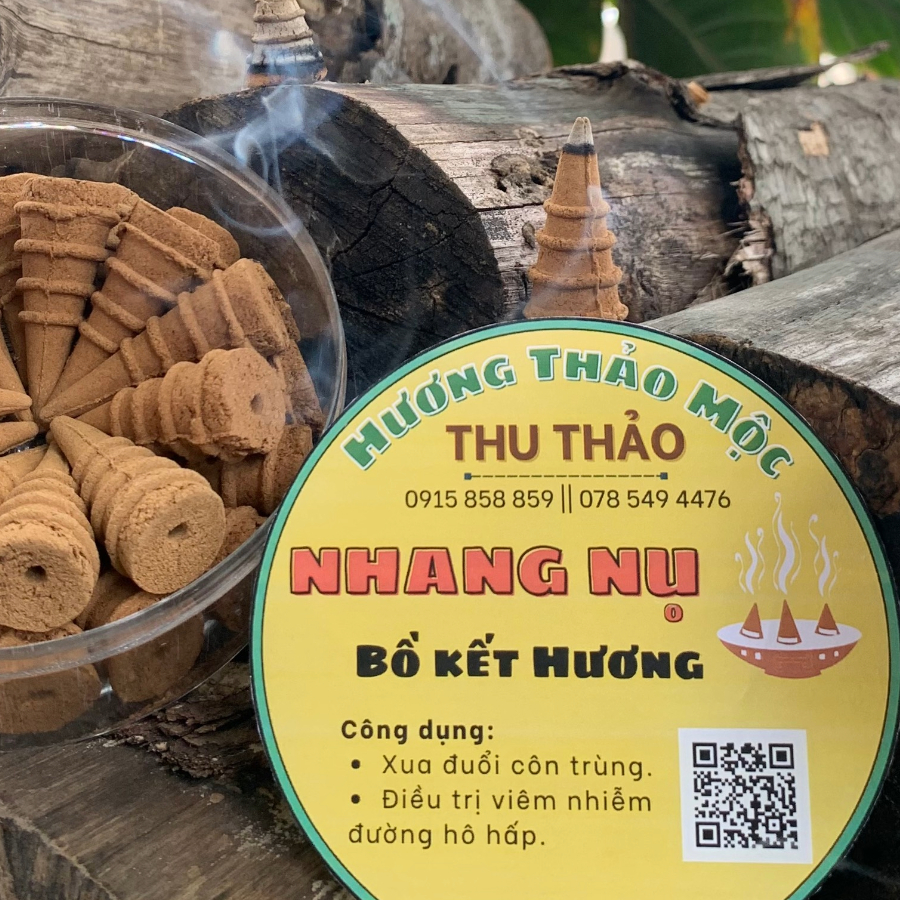 Hương Thảo Mộc
THU THẢO
0915 858 859 || 078 549 4476
NHANG NỤ
Bồ kết Hương
Công dụng:
• Xua đuổi côn trùng.
• Điều trị viêm nhiễm
đường hô hấp.